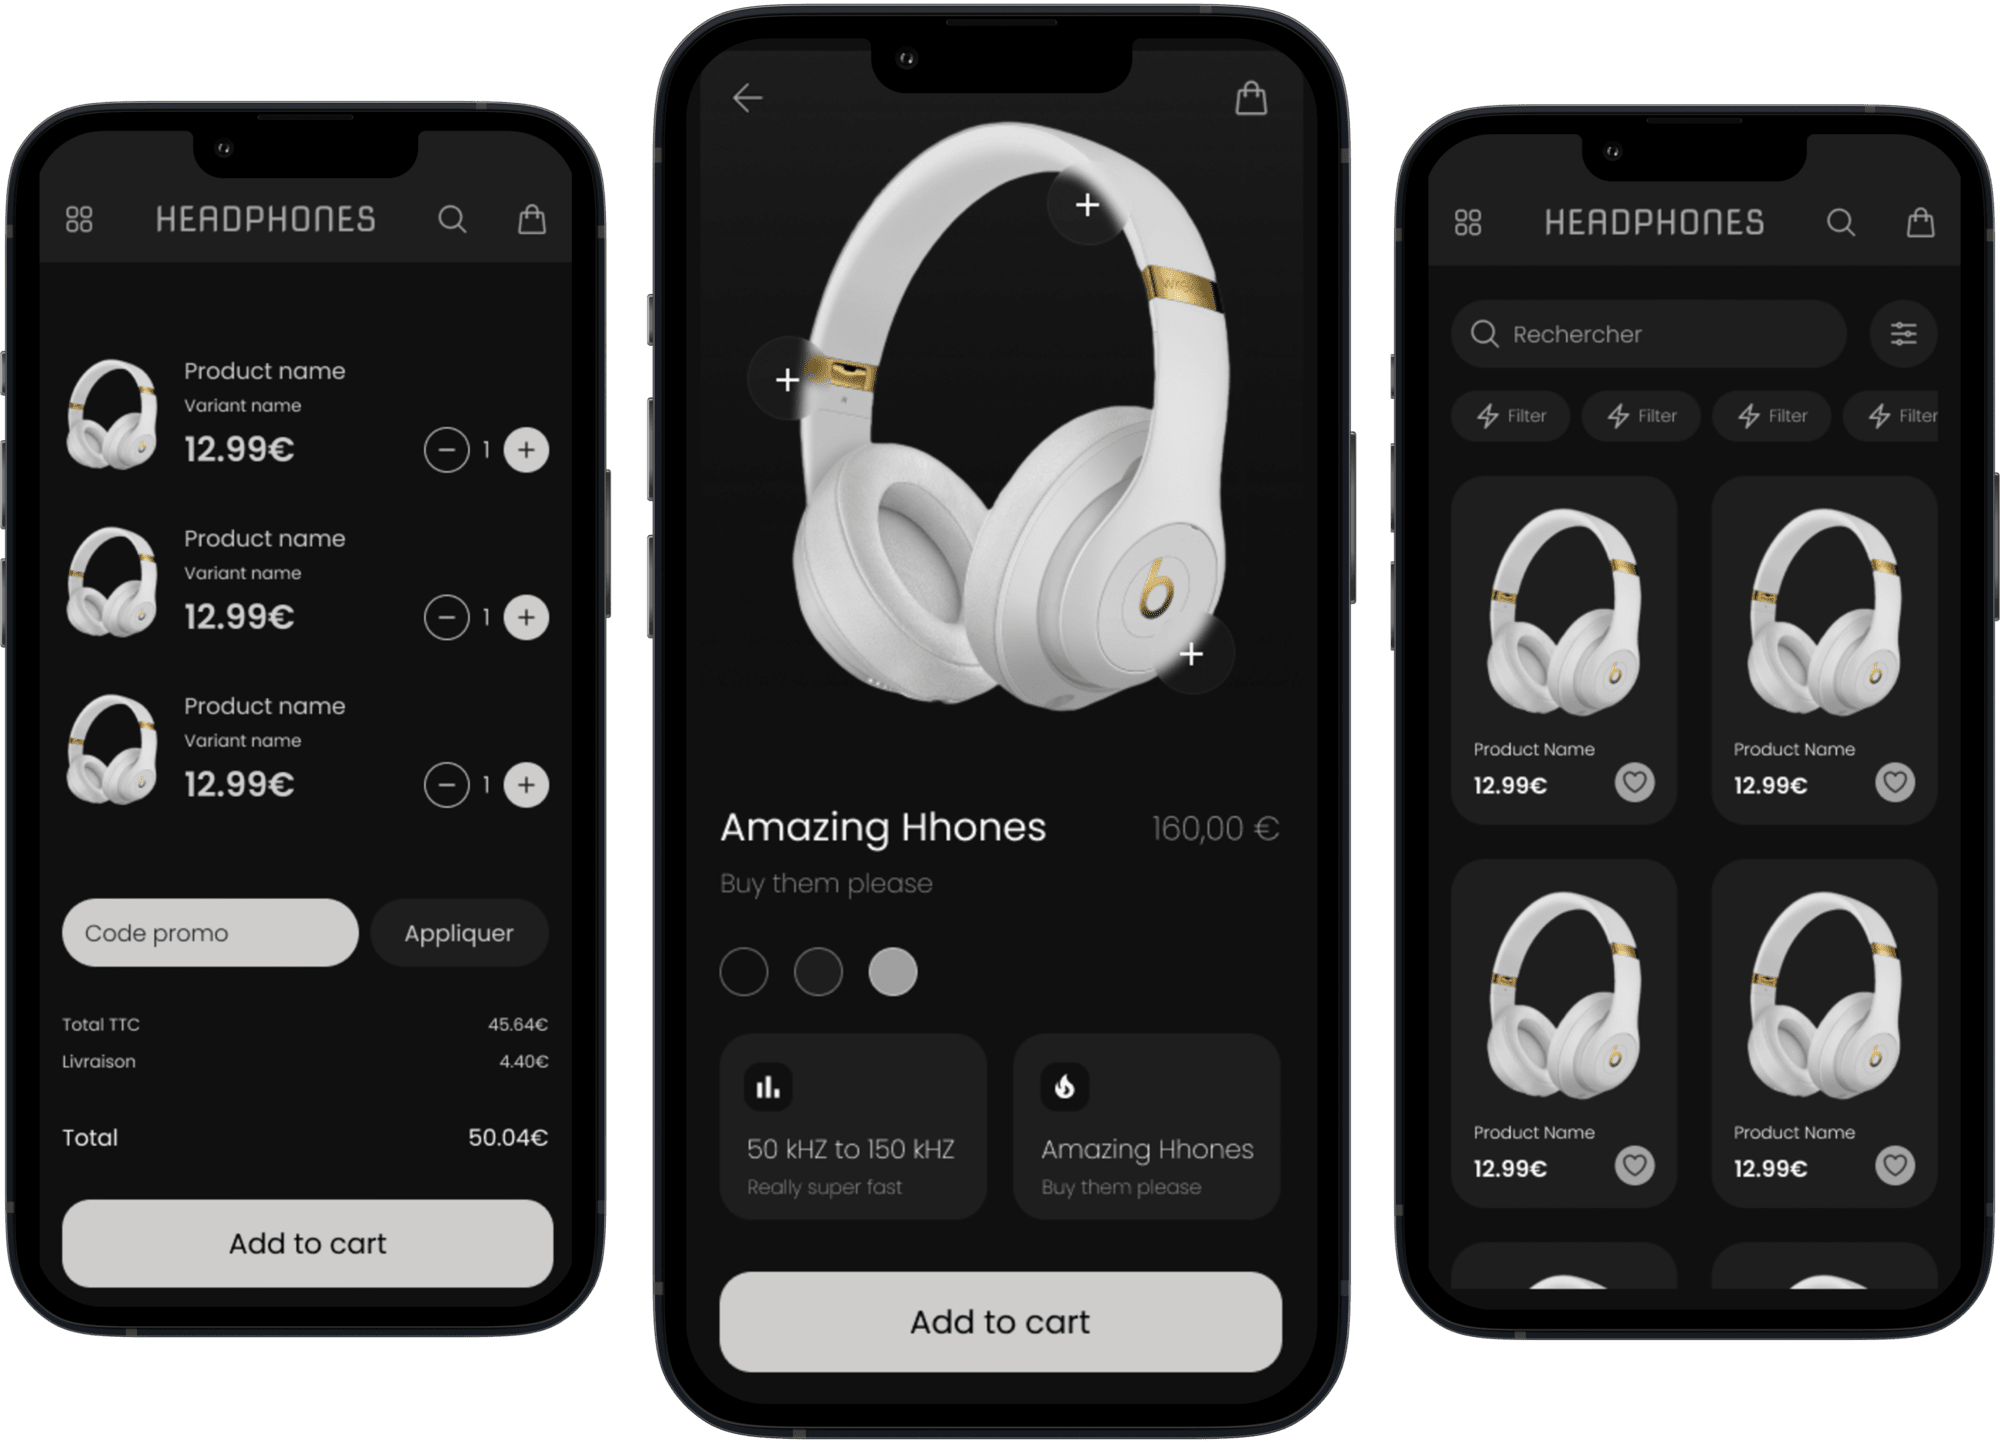 HEADPHONES
Product name
Variant name
12.99€
1
Product name
Variant name
12.99€
1
Product name
Variant name
12.99€
1
Code promo
Appliquer
Total TTC 45.64€
Livraison 4.40€
Total 50.04€
Add to cart
Amazing Hhones 160,00 €
Buy them please
50 kHZ to 150 kHZ
Really super fast
Amazing Hhones
Buy them please
Add to cart
HEADPHONES
Rechercher
Filter Filter Filter Filter
Product Name
12.99€
Product Name
12.99€
Product Name
12.99€
Product Name
12.99€